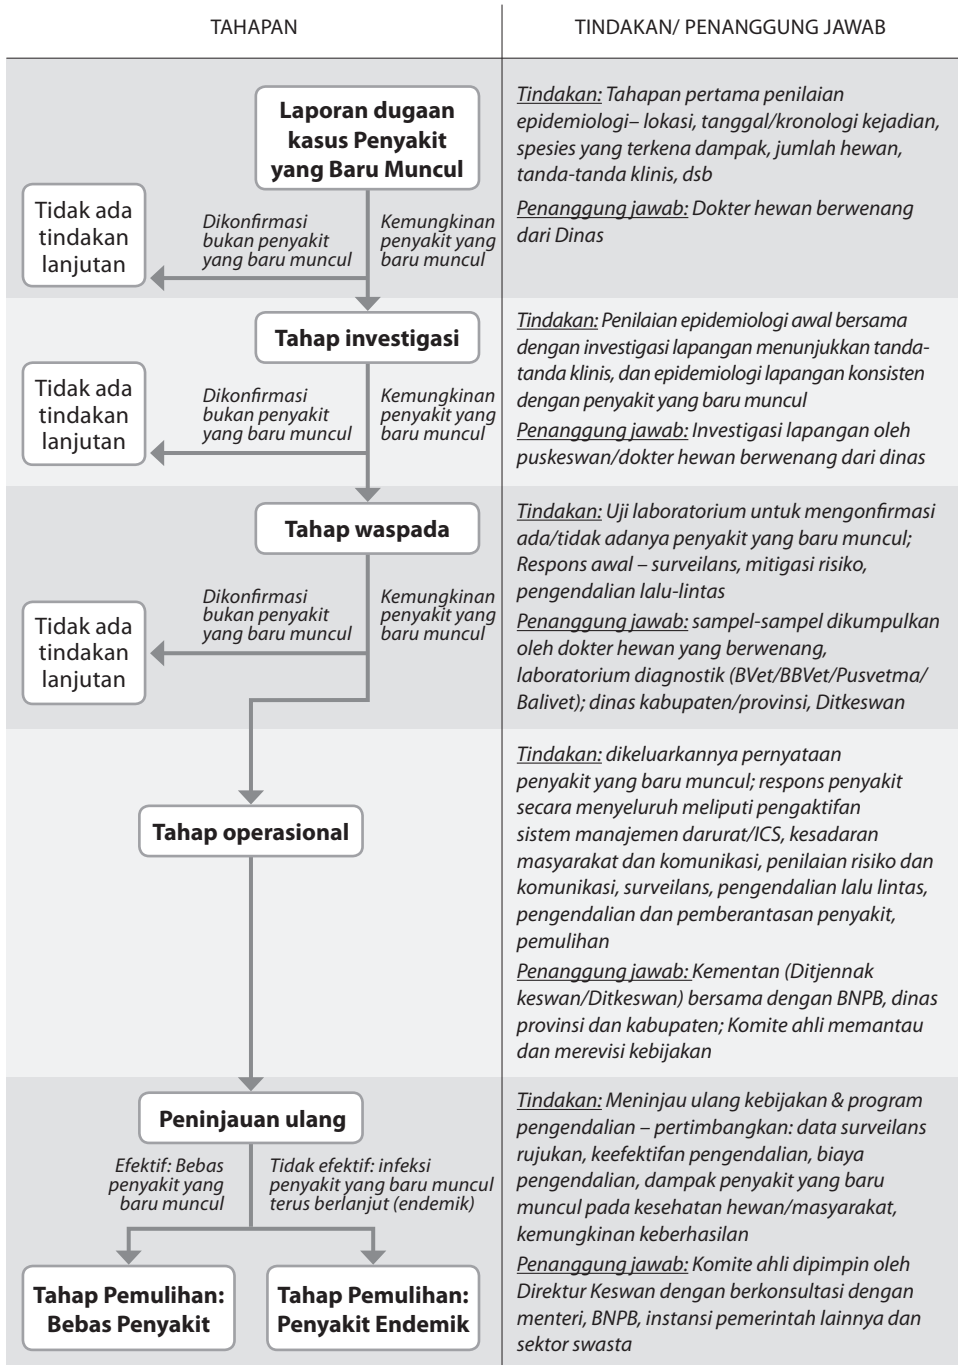 TAHAPAN
TINDAKAN/ PENANGGUNG JAWAB
Laporan dugaan
kasus Penyakit
yang Baru Muncul
Tidak ada
tindakan
lanjutan
Dikonfirmasi
bukan penyakit
yang baru muncul
Kemungkinan
penyakit yang
baru muncul
Tindakan: Tahapan pertama penilaian
epidemiologi– lokasi, tanggal/kronologi kejadian,
spesies yang terkena dampak, jumlah hewan,
tanda-tanda klinis, dsb
Penanggung jawab: Dokter hewan berwenang
dari Dinas
Tahap investigasi
Tidak ada
tindakan
lanjutan
Dikonfirmasi
bukan penyakit
yang baru muncul
Kemungkinan
penyakit yang
baru muncul
Tindakan: Penilaian epidemiologi awal bersama
dengan investigasi lapangan menunjukkan tanda-
tanda klinis, dan epidemiologi lapangan konsisten
dengan penyakit yang baru muncul
Penanggung jawab: Investigasi lapangan oleh
puskeswan/dokter hewan berwenang dari dinas
Tahap waspada
Tidak ada
tindakan
lanjutan
Dikonfirmasi
bukan penyakit
yang baru muncul
Kemungkinan
penyakit yang
baru muncul
Tindakan: Uji laboratorium untuk mengonfirmasi
ada/tidak adanya penyakit yang baru muncul;
Respons awal – surveilans, mitigasi risiko,
pengendalian lalu-lintas
Penanggung jawab: sampel-sampel dikumpulkan
oleh dokter hewan yang berwenang,
laboratorium diagnostik (BVet/BBVet/Pusvetma/
Balivet); dinas kabupaten/provinsi, Ditkeswan
Tahap operasional
Tindakan: dikeluarkannya pernyataan
penyakit yang baru muncul; respons penyakit
secara menyeluruh meliputi pengaktifan
sistem manajemen darurat/ICS, kesadaran
masyarakat dan komunikasi, penilaian risiko dan
komunikasi, surveilans, pengendalian lalu lintas,
pengendalian dan pemberantasan penyakit,
pemulihan
Penanggung jawab: Kementan (Ditjennak
keswan/Ditkeswan) bersama dengan BNPB, dinas
provinsi dan kabupaten; Komite ahli memantau
dan merevisi kebijakan
Peninjauan ulang
Efektif: Bebas
penyakit yang
baru muncul
Tidak efektif: infeksi
penyakit yang baru muncul
terus berlanjut (endemik)
Tahap Pemulihan:
Bebas Penyakit
Tahap Pemulihan:
Penyakit Endemik
Tindakan: Meninjau ulang kebijakan & program
pengendalian – pertimbangkan: data surveilans
rujukan, keefektifan pengendalian, biaya
pengendalian, dampak penyakit yang baru
muncul pada kesehatan hewan/masyarakat,
kemungkinan keberhasilan
Penanggung jawab: Komite ahli dipimpin oleh
Direktur Keswan dengan berkonsultasi dengan
menteri, BNPB, instansi pemerintah lainnya dan
sektor swasta